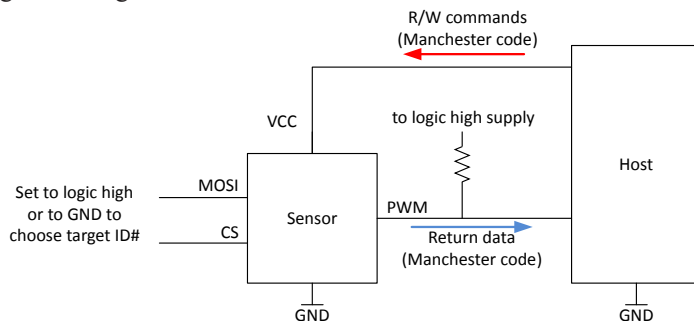 R/W commands
(Manchester code)
VCC
to logic high supply
Host
Set to logic high
or to GND to
choose target ID#
MOSI
CS
Sensor
PWM
Return data
(Manchester code)
GND
GND